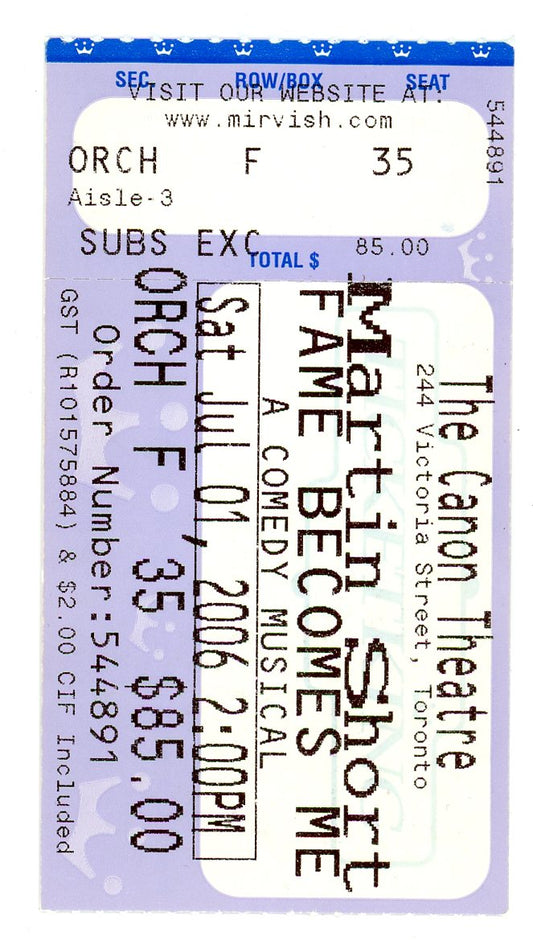 SEC. ROW/BOX SEAT
VISIT OUR WEBSITE AT:
www.mirvish.com
ORCH F 35
Aisle-3
SUBS EXC 85.00
TOTAL $
544891
The Canon Theatre
244 Victoria Street, Toronto
Martin Short
FAME BECOMES ME
A COMEDY MUSICAL
Sat Jul 01, 2006 2:00PM
ORCH F 35 $85.00
Order Number:544891
GST (R101575884) & $2.00 CIF Included
TICKETKING